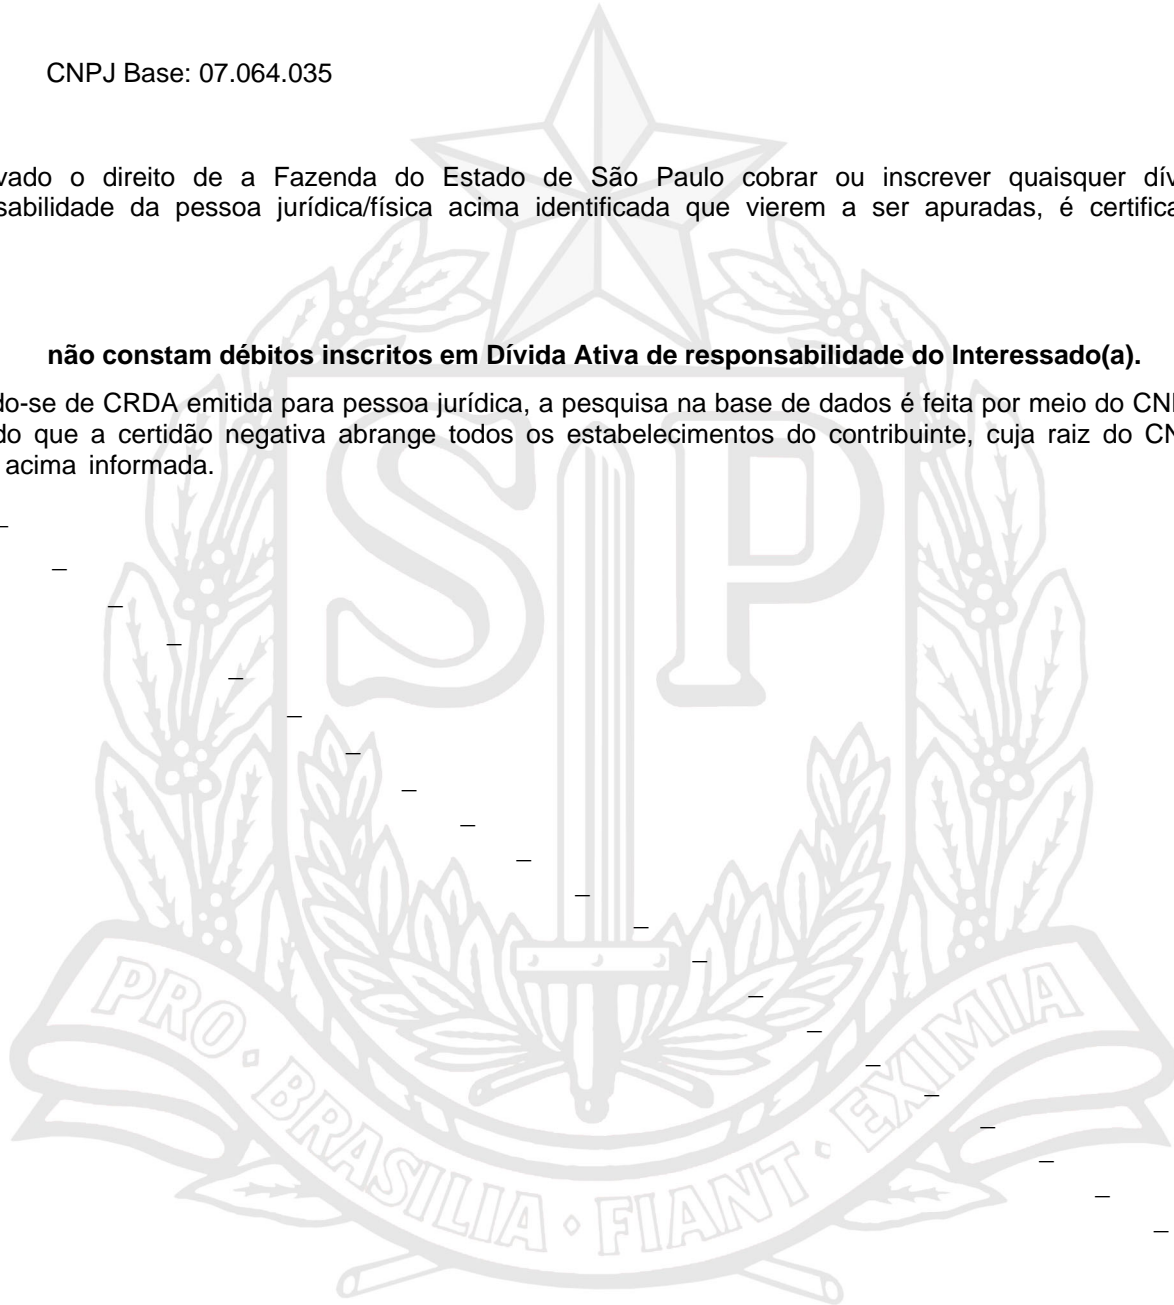 CNPJ Base: 07.064.035
vado o direito de a Fazenda do Estado de São Paulo cobrar ou inscrever quaisquer dív
sabilidade da pessoa jurídica/física acima identificada que vierem a ser apuradas, é certifica
não constam débitos inscritos em Dívida Ativa de responsabilidade do Interessado(a).
do-se de CRDA emitida para pessoa jurídica, a pesquisa na base de dados é feita por meio do CN
do que a certidão negativa abrange todos os estabelecimentos do contribuinte, cuja raiz do CN
acima informada.
SP
PRO · BRASILIA · FIANT · EXIMIA